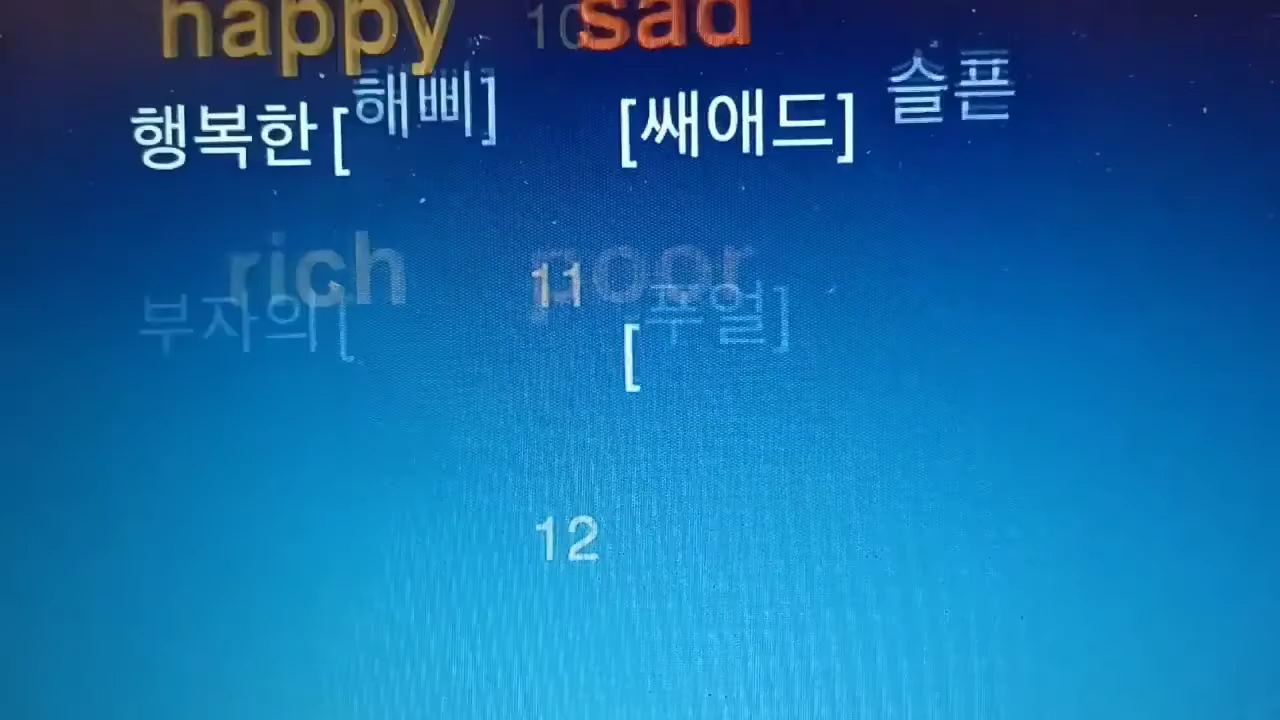 happy 10 sad
행복한[해삐] [쌔애드] 슬픈
rich 11 poor
부자의[ [푸얼]
12